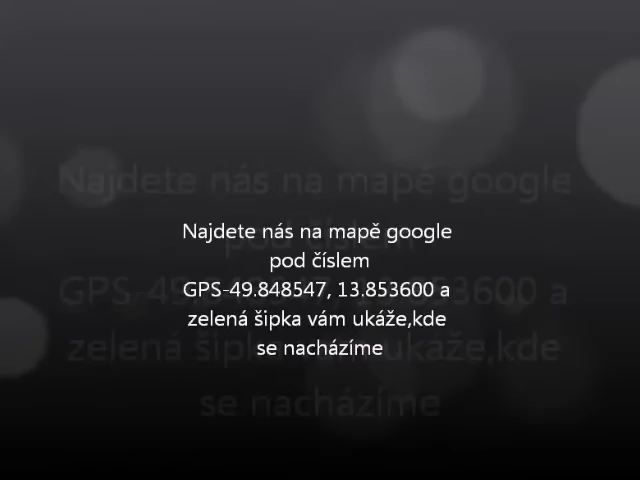 Najdete nás na mapě google
pod číslem
GPS-49.848547, 13.853600 a
zelená šipka vám ukáže,kde
se nacházíme